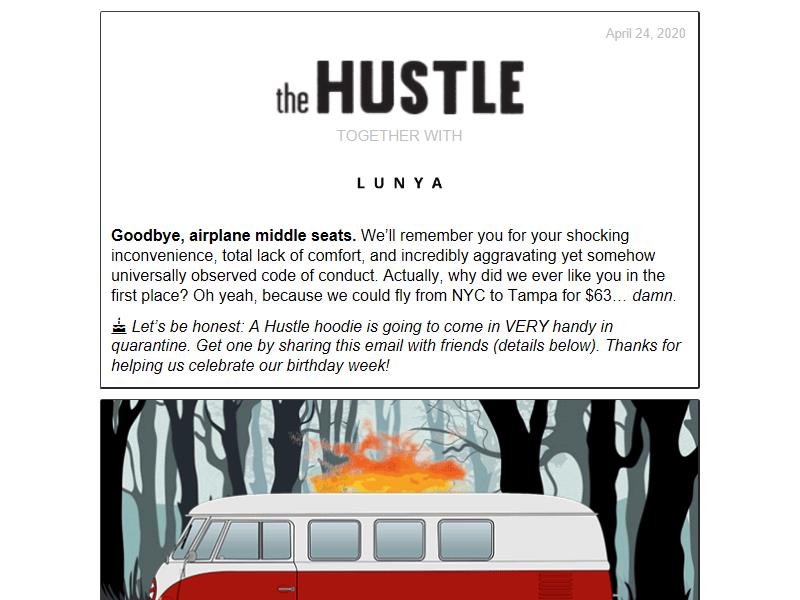 April 24, 2020
the HUSTLE
TOGETHER WITH
LUNYA
Goodbye, airplane middle seats. We’ll remember you for your shocking
inconvenience, total lack of comfort, and incredibly aggravating yet somehow
universally observed code of conduct. Actually, why did we ever like you in the
first place? Oh yeah, because we could fly from NYC to Tampa for $63… damn.
🎂 Let’s be honest: A Hustle hoodie is going to come in VERY handy in
quarantine. Get one by sharing this email with friends (details below). Thanks for
helping us celebrate our birthday week!